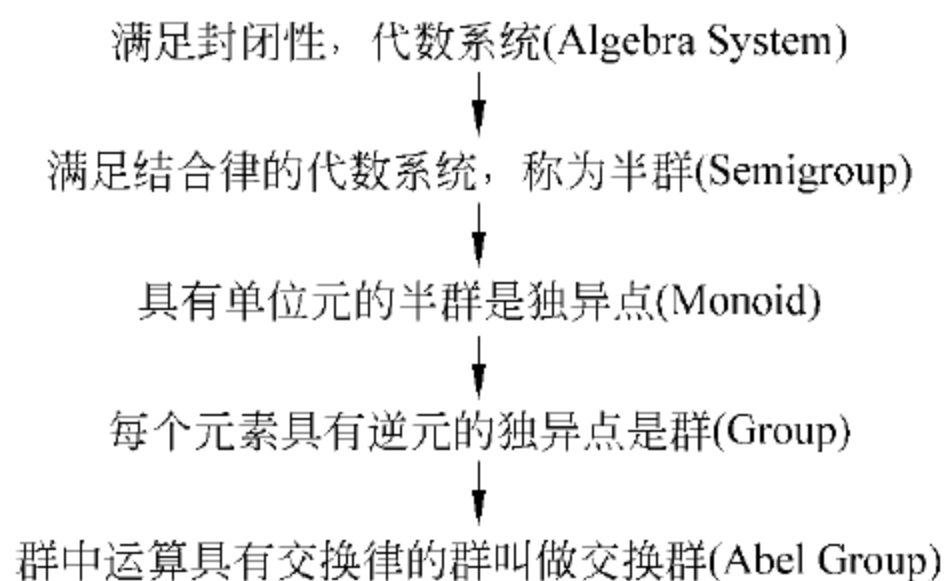 满足封闭性，代数系统(Algebra System)
满足结合律的代数系统，称为半群(Semigroup)
具有单位元的半群是独异点(Monoid)
每个元素具有逆元的独异点是群(Group)
群中运算具有交换律的群叫做交换群(Abel Group)